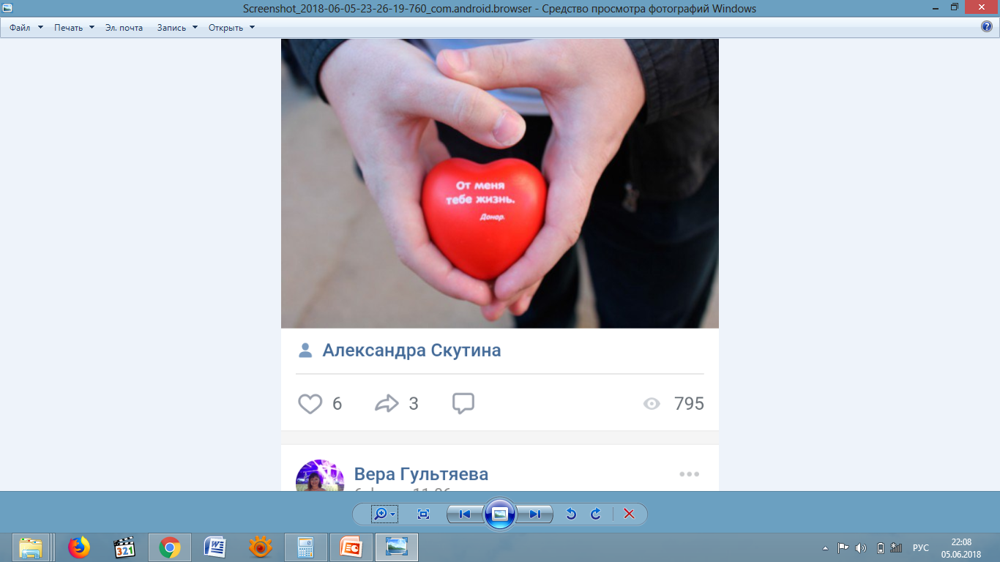 Screenshot_2018-06-05-23-26-19-760_com.android.browser - Средство просмотра фотографий Windows
Файл Печать Эл. почта Запись Открыть
От меня
тебе жизнь.
Донор.
Александра Скутина
6 3 795
Вера Гультяева
321
РУС
22:08
05.06.2018